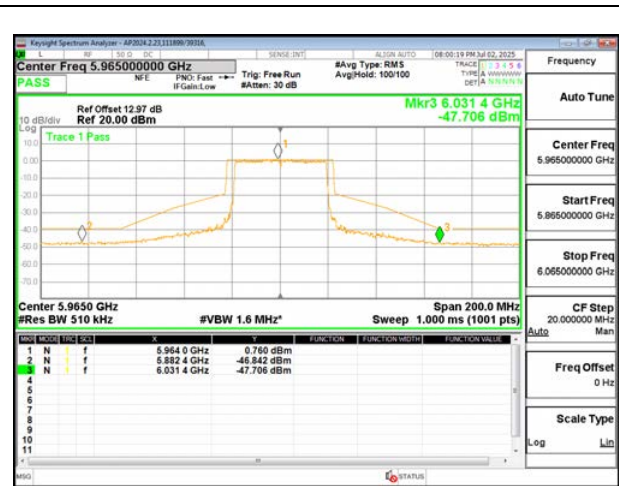 Keysight Spectrum Analyzer - AP2024.2.23,111899/39316,
L RF 50 Ω DC SENSE:INT ALIGN AUTO 08:00:19 PM Jul 02, 2025
Center Freq 5.965000000 GHz #Avg Type: RMS TRACE 1 2 3 4 5 6
PASS NFE PNO: Fast Trig: Free Run Avg|Hold: 100/100 TYPE A WWWWW
IFGain:Low #Atten: 30 dB DET A N N N N N
Frequency
Auto Tune
Ref Offset 12.97 dB
10 dB/div Ref 20.00 dBm
Mkr3 6.031 4 GHz
-47.706 dBm
Log
Trace 1 Pass
10.0
0.00
-10.0
-20.0
-30.0
-40.0
-50.0
-60.0
-70.0
1
2
3
Center Freq
5.965000000 GHz
Start Freq
5.865000000 GHz
Stop Freq
6.065000000 GHz
Center 5.9650 GHz Span 200.0 MHz
#Res BW 510 kHz #VBW 1.6 MHz* Sweep 1.000 ms (1001 pts)
CF Step
20.000000 MHz
Auto Man
MKR MODE TRC SCL X Y FUNCTION FUNCTION WIDTH FUNCTION VALUE
1 N 1 f 5.964 0 GHz 0.760 dBm
2 N 1 f 5.882 4 GHz -46.842 dBm
3 N 1 f 6.031 4 GHz -47.706 dBm
4
5
6
7
8
9
10
11
Freq Offset
0 Hz
Scale Type
Log Lin
MSG STATUS